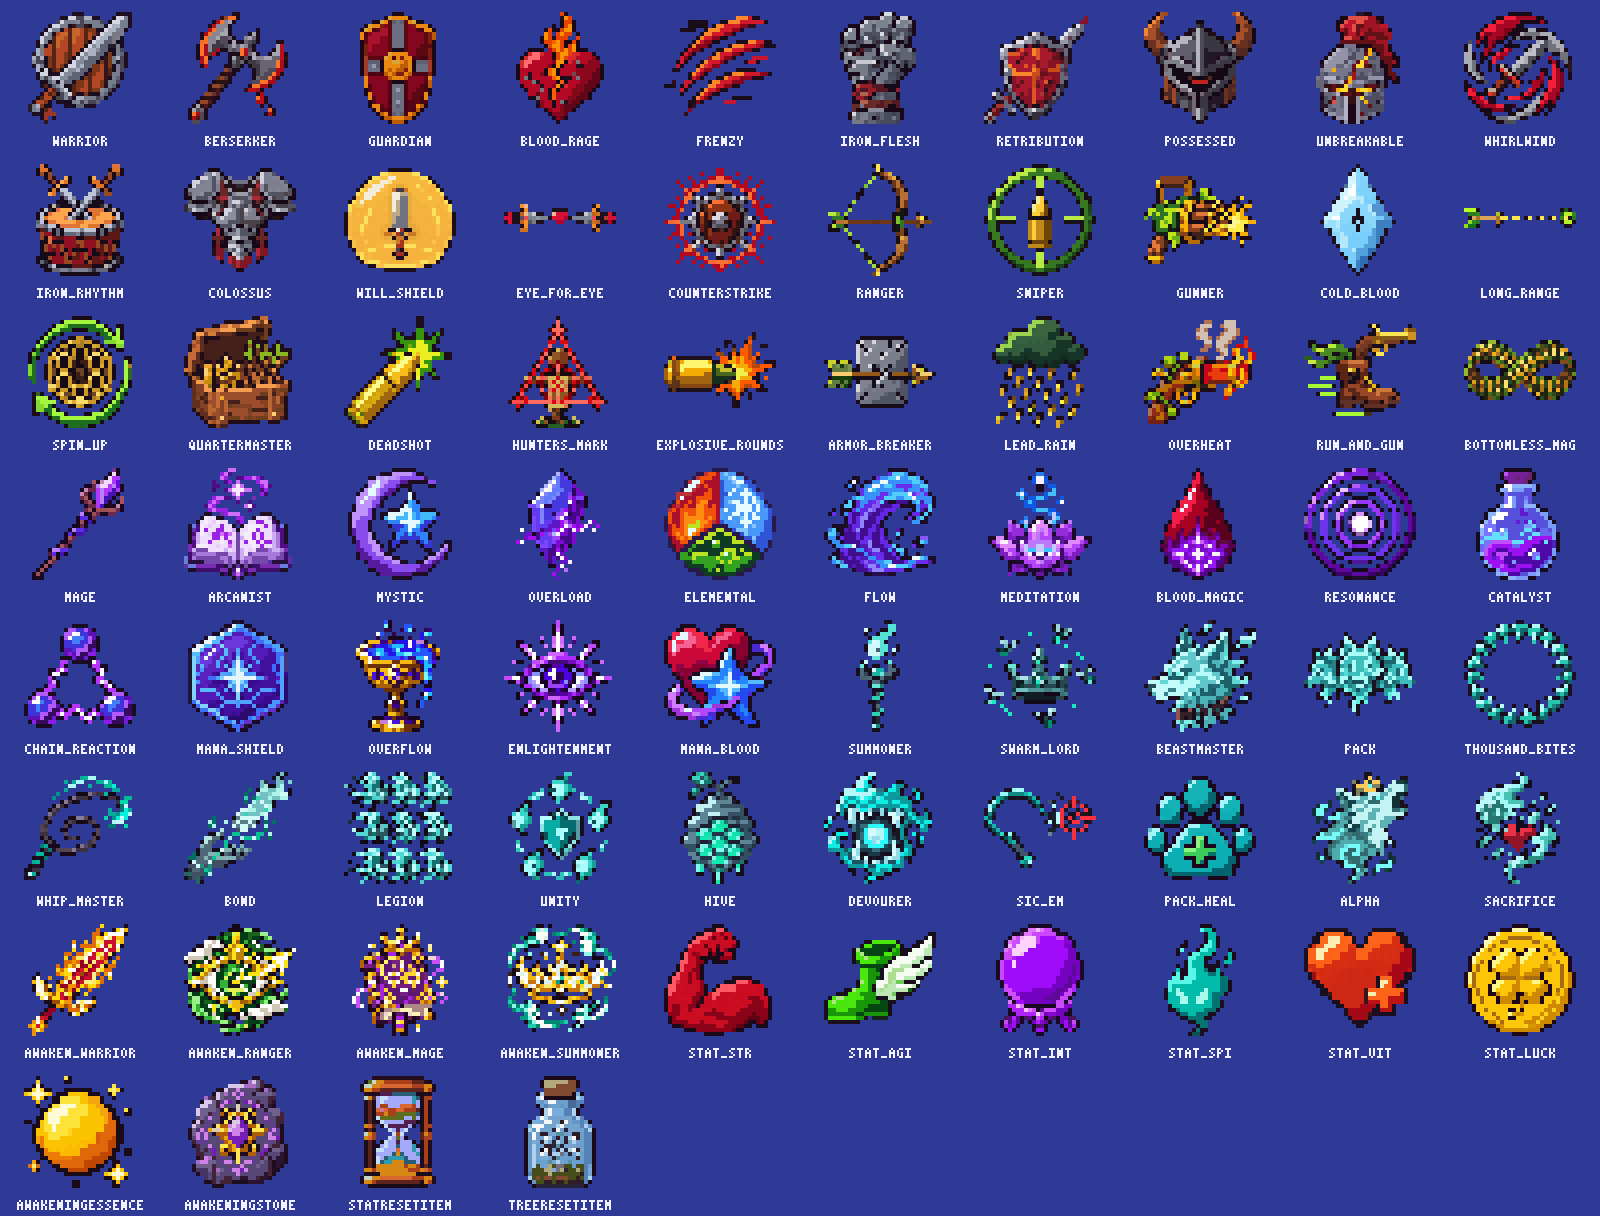 WARRIOR BERSERKER GUARDIAN BLOOD_RAGE FRENZY IRON_FLESH RETRIBUTION POSSESSED UNBREAKABLE WHIRLWIND
IRON_RHYTHM COLOSSUS WILL_SHIELD EYE_FOR_EYE COUNTERSTRIKE RANGER SNIPER GUNNER COLD_BLOOD LONG_RANGE
SPIN_UP QUARTERMASTER DEADSHOT HUNTERS_MARK EXPLOSIVE_ROUNDS ARMOR_BREAKER LEAD_RAIN OVERHEAT RUN_AND_GUN BOTTOMLESS_MAG
MAGE ARCANIST MYSTIC OVERLOAD ELEMENTAL FLOW MEDITATION BLOOD_MAGIC RESONANCE CATALYST
CHAIN_REACTION MANA_SHIELD OVERFLOW ENLIGHTENMENT MANA_BLOOD SUMMONER SWARM_LORD BEASTMASTER PACK THOUSAND_BITES
WHIP_MASTER BOND LEGION UNITY HIVE DEVOURER SIC_EM PACK_HEAL ALPHA SACRIFICE
AWAKEN_WARRIOR AWAKEN_RANGER AWAKEN_MAGE AWAKEN_SUMMONER STAT_STR STAT_AGI STAT_INT STAT_SPI STAT_VIT STAT_LUCK
AWAKENINGESSENCE AWAKENINGSTONE STATRESETITEM TREERESETITEM